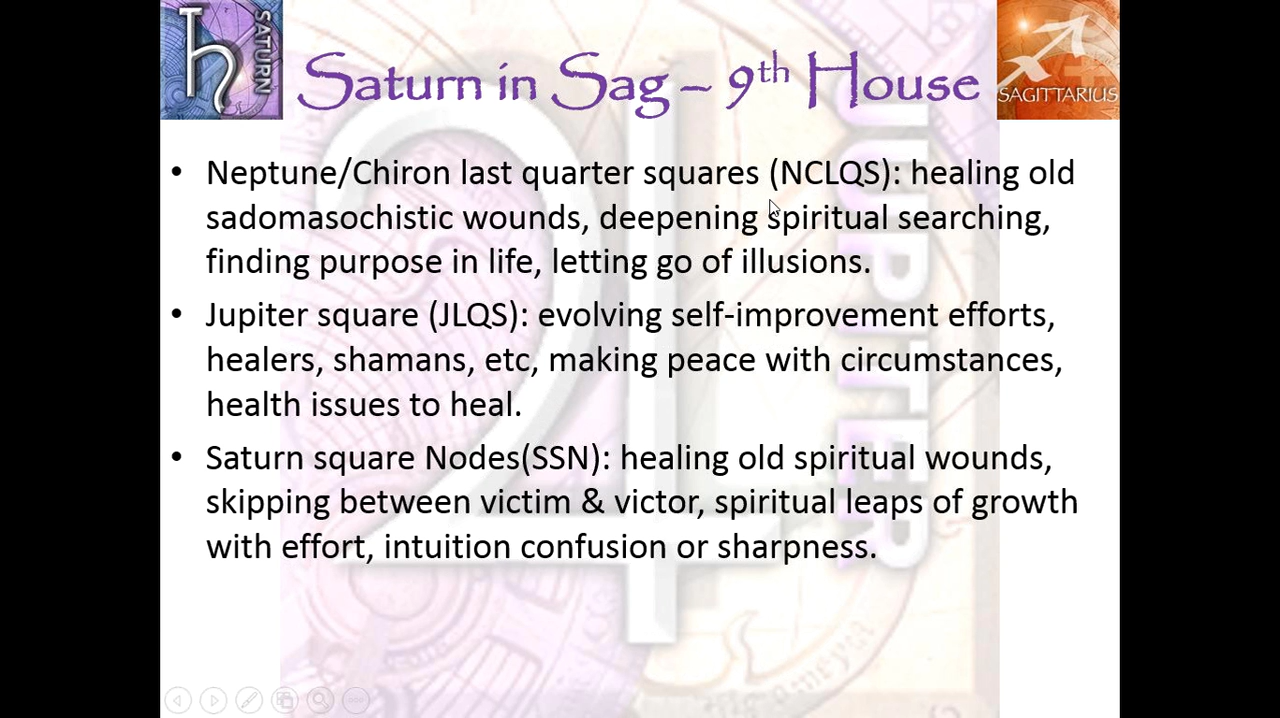 SATURN
Saturn in Sag – 9th House
SAGITTARIUS
• Neptune/Chiron last quarter squares (NCLQS): healing old
sadomasochistic wounds, deepening spiritual searching,
finding purpose in life, letting go of illusions.
• Jupiter square (JLQS): evolving self-improvement efforts,
healers, shamans, etc, making peace with circumstances,
health issues to heal.
• Saturn square Nodes(SSN): healing old spiritual wounds,
skipping between victim & victor, spiritual leaps of growth
with effort, intuition confusion or sharpness.
JUPITER